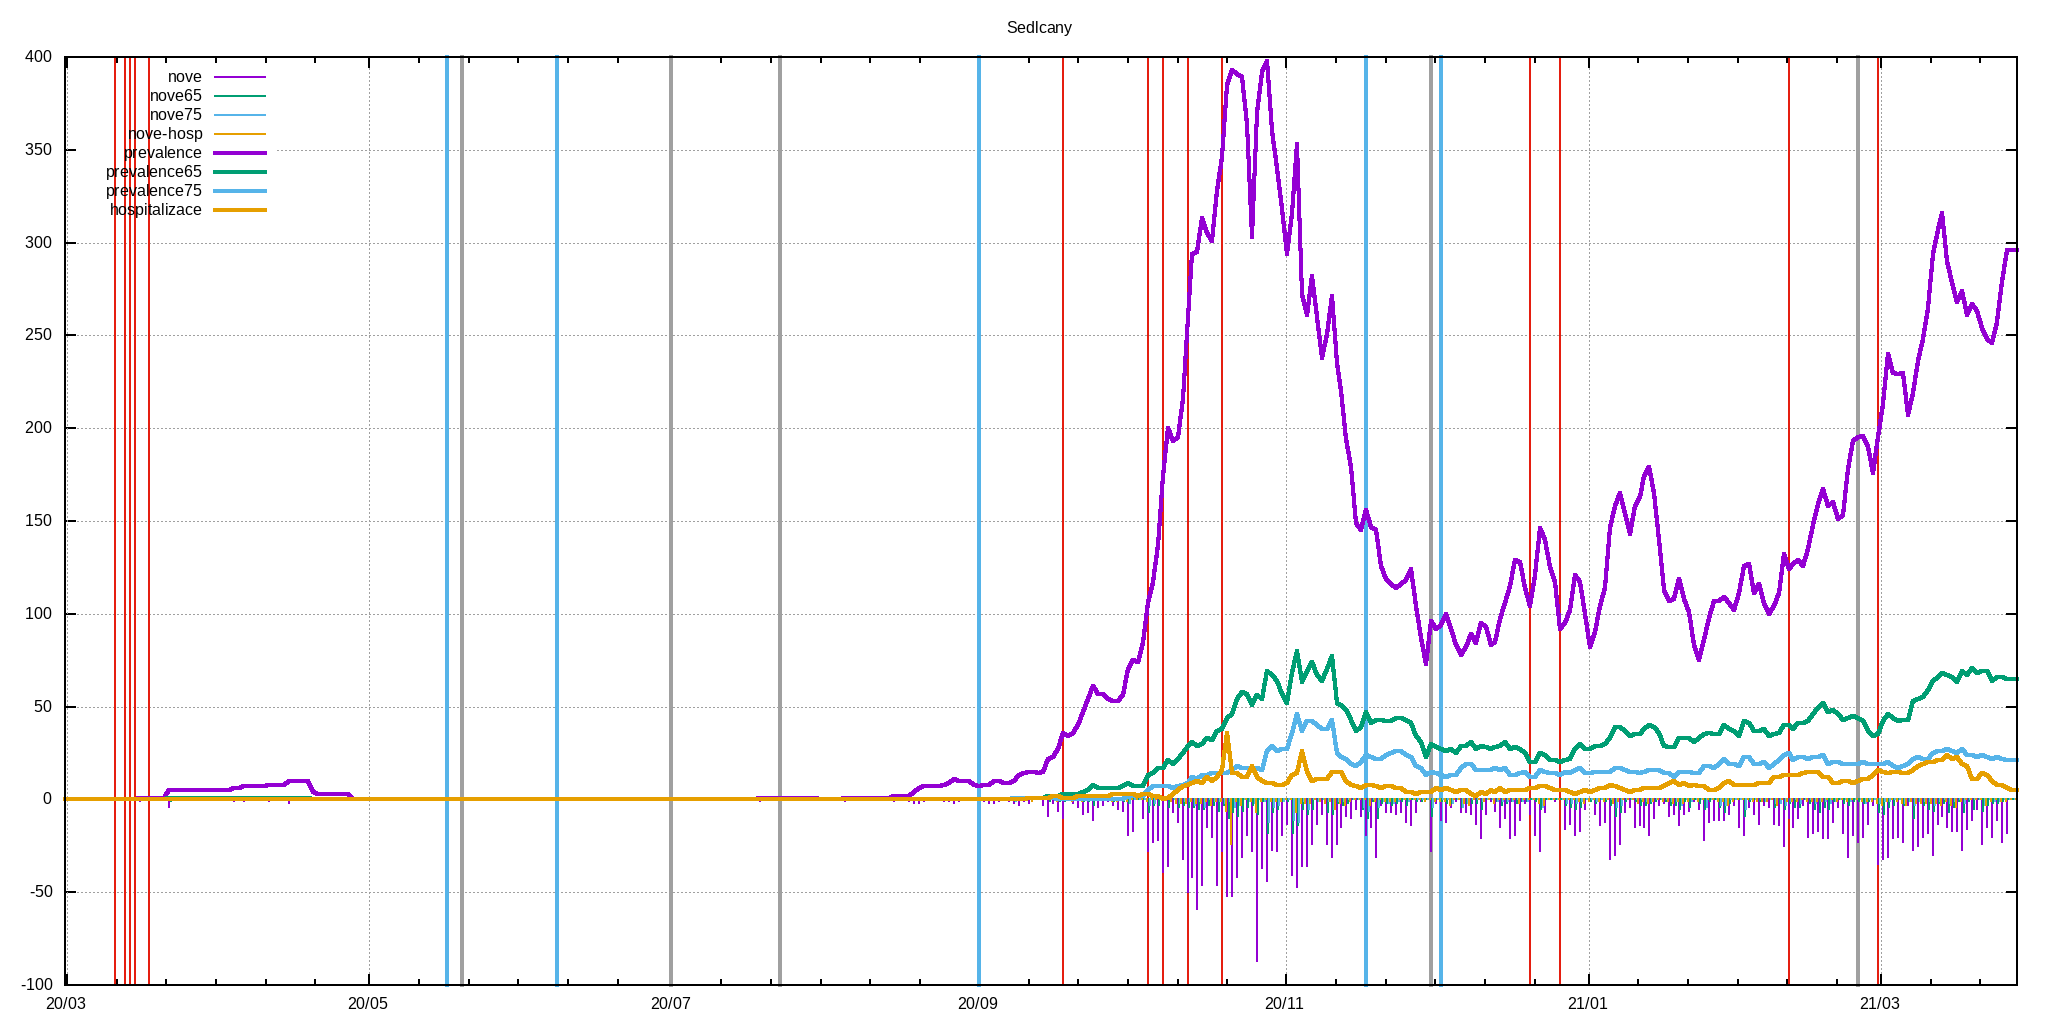 Sedlcany
400
350
300
250
200
150
100
50
0
-50
-100
nove
nove65
nove75
nove-hosp
prevalence
prevalence65
prevalence75
hospitalizace
20/03 20/05 20/07 20/09 20/11 21/01 21/03